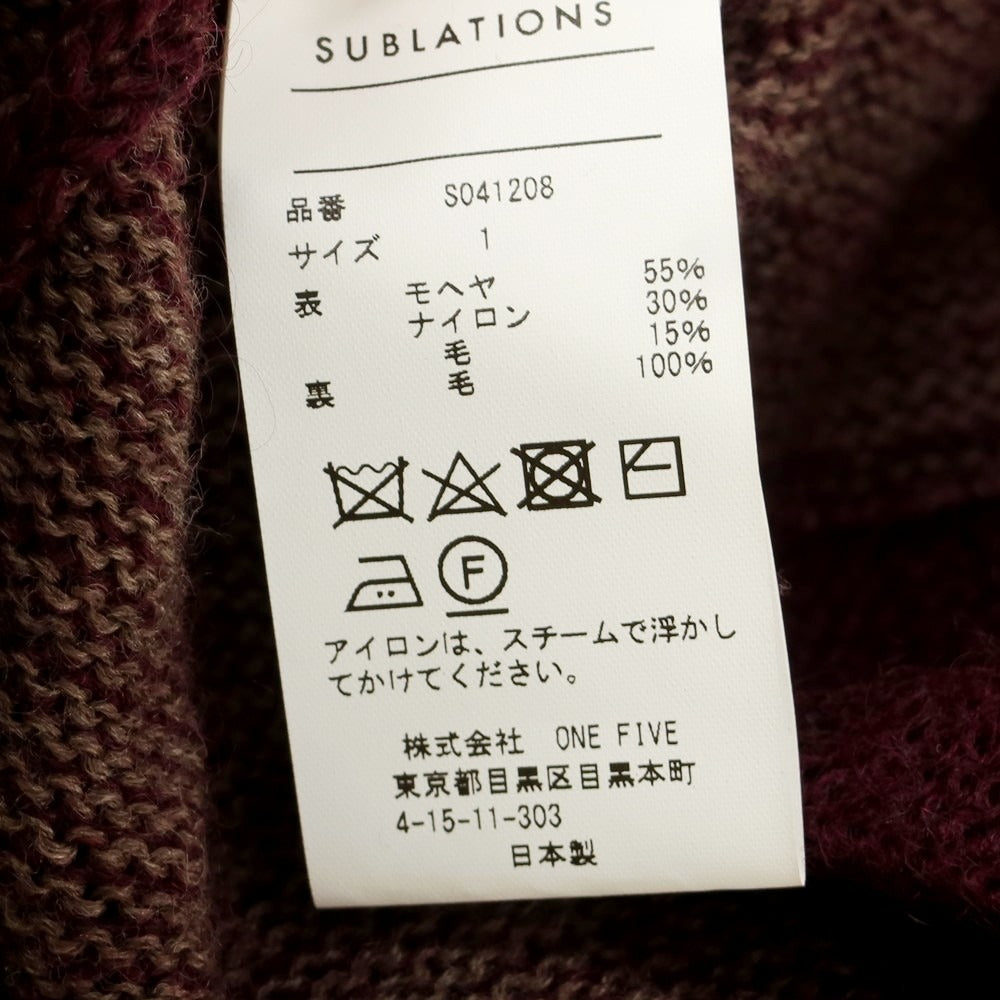 SUBLATIONS
品番 S041208
サイズ 1
表 モヘヤ 55%
ナイロン 30%
毛 15%
裏 毛 100%
F
アイロンは、スチームで浮かし
てかけてください。
株式会社 ONE FIVE
東京都目黒区目黒本町
4-15-11-303
日本製